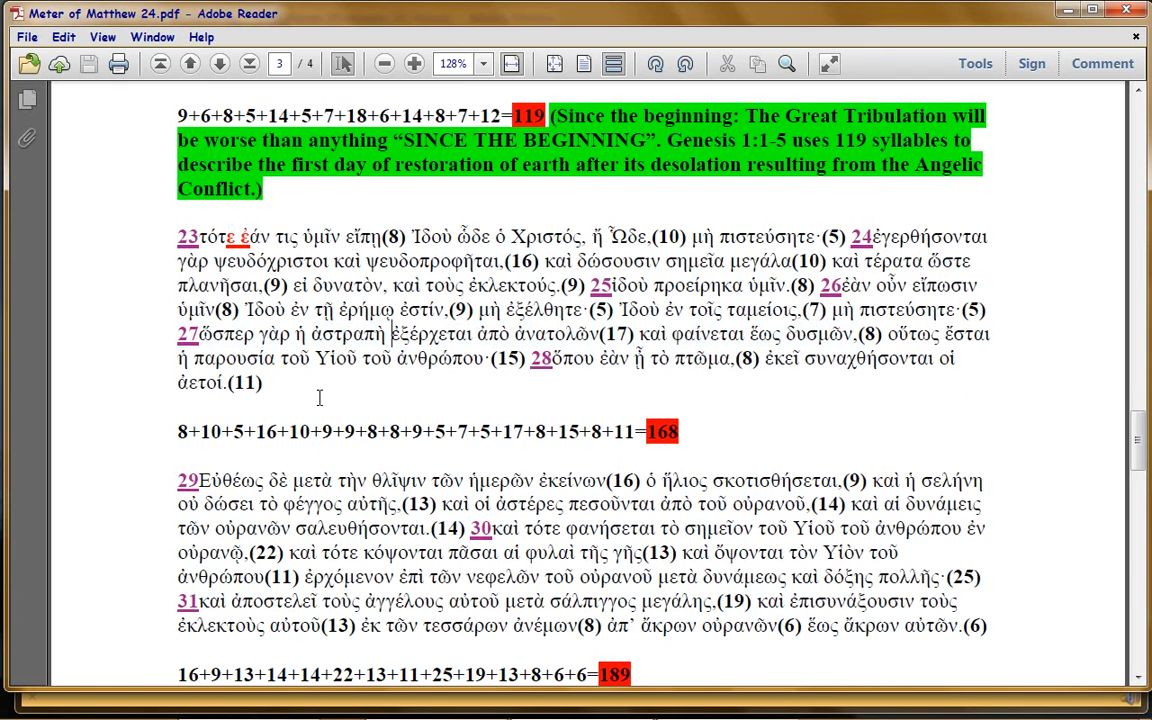 Meter of Matthew 24.pdf - Adobe Reader
File Edit View Window Help
3 / 4 128% Tools Sign Comment
9+6+8+5+14+5+7+18+6+14+8+7+12=119 (Since the beginning: The Great Tribulation will
be worse than anything “SINCE THE BEGINNING”. Genesis 1:1-5 uses 119 syllables to
describe the first day of restoration of earth after its desolation resulting from the Angelic
Conflict.)
23τότε ἐάν τις ὑμῖν εἴπῃ(8) Ἰδοὺ ὧδε ὁ Χριστός, ἤ Ὧδε,(10) μὴ πιστεύσητε·(5) 24ἐγερθήσονται
γὰρ ψευδόχριστοι καὶ ψευδοπροφῆται,(16) καὶ δώσουσιν σημεῖα μεγάλα(10) καὶ τέρατα ὥστε
πλανῆσαι,(9) εἰ δυνατὸν, καὶ τοὺς ἐκλεκτούς.(9) 25ἰδοὺ προείρηκα ὑμῖν.(8) 26ἐὰν οὖν εἴπωσιν
ὑμῖν(8) Ἰδοὺ ἐν τῇ ἐρήμῳ ἐστίν,(9) μὴ ἐξέλθητε·(5) Ἰδοὺ ἐν τοῖς ταμείοις,(7) μὴ πιστεύσητε·(5)
27ὥσπερ γὰρ ἡ ἀστραπὴ ἐξέρχεται ἀπὸ ἀνατολῶν(17) καὶ φαίνεται ἕως δυσμῶν,(8) οὕτως ἔσται
ἡ παρουσία τοῦ Υἱοῦ τοῦ ἀνθρώπου·(15) 28ὅπου ἐὰν ᾖ τὸ πτῶμα,(8) ἐκεῖ συναχθήσονται οἱ
ἀετοί.(11)
8+10+5+16+10+9+9+8+8+9+5+7+5+17+8+15+8+11=168
29Εὐθέως δὲ μετὰ τὴν θλῖψιν τῶν ἡμερῶν ἐκείνων(16) ὁ ἥλιος σκοτισθήσεται,(9) καὶ ἡ σελήνη
οὐ δώσει τὸ φέγγος αὐτῆς,(13) καὶ οἱ ἀστέρες πεσοῦνται ἀπὸ τοῦ οὐρανοῦ,(14) καὶ αἱ δυνάμεις
τῶν οὐρανῶν σαλευθήσονται.(14) 30καὶ τότε φανήσεται τὸ σημεῖον τοῦ Υἱοῦ τοῦ ἀνθρώπου ἐν
οὐρανῷ,(22) καὶ τότε κόψονται πᾶσαι αἱ φυλαὶ τῆς γῆς(13) καὶ ὄψονται τὸν Υἱὸν τοῦ
ἀνθρώπου(11) ἐρχόμενον ἐπὶ τῶν νεφελῶν τοῦ οὐρανοῦ μετὰ δυνάμεως καὶ δόξης πολλῆς·(25)
31καὶ ἀποστελεῖ τοὺς ἀγγέλους αὐτοῦ μετὰ σάλπιγγος μεγάλης,(19) καὶ ἐπισυνάξουσιν τοὺς
ἐκλεκτοὺς αὐτοῦ(13) ἐκ τῶν τεσσάρων ἀνέμων(8) ἀπ’ ἄκρων οὐρανῶν(6) ἕως ἄκρων αὐτῶν.(6)
16+9+13+14+14+22+13+11+25+19+13+8+6+6=189